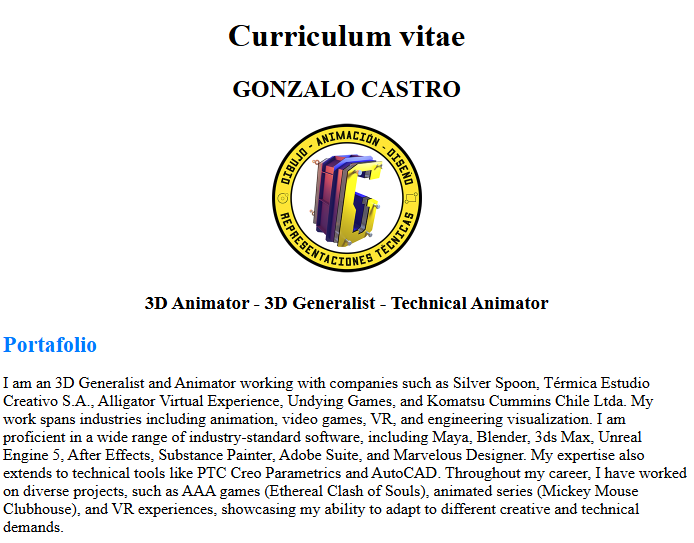 Curriculum vitae
GONZALO CASTRO
DIBUJO - ANIMACIÓN - DISEÑO
REPRESENTACIONES TÉCNICAS
3D Animator - 3D Generalist - Technical Animator
Portafolio
I am an 3D Generalist and Animator working with companies such as Silver Spoon, Térmica Estudio
Creativo S.A., Alligator Virtual Experience, Undying Games, and Komatsu Cummins Chile Ltda. My
work spans industries including animation, video games, VR, and engineering visualization. I am
proficient in a wide range of industry-standard software, including Maya, Blender, 3ds Max, Unreal
Engine 5, After Effects, Substance Painter, Adobe Suite, and Marvelous Designer. My expertise also
extends to technical tools like PTC Creo Parametrics and AutoCAD. Throughout my career, I have worked
on diverse projects, such as AAA games (Ethereal Clash of Souls), animated series (Mickey Mouse
Clubhouse), and VR experiences, showcasing my ability to adapt to different creative and technical
demands.